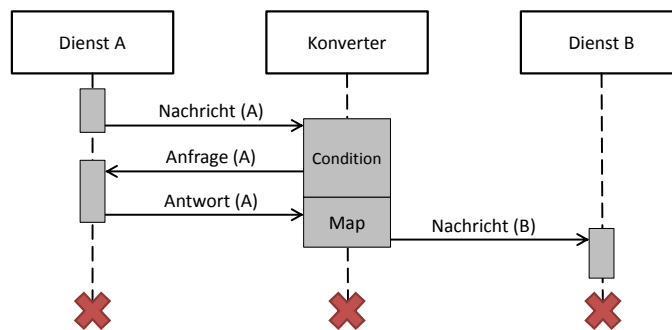 Dienst A
Konverter
Dienst B
Nachricht (A)
Anfrage (A)
Condition
Antwort (A)
Map
Nachricht (B)